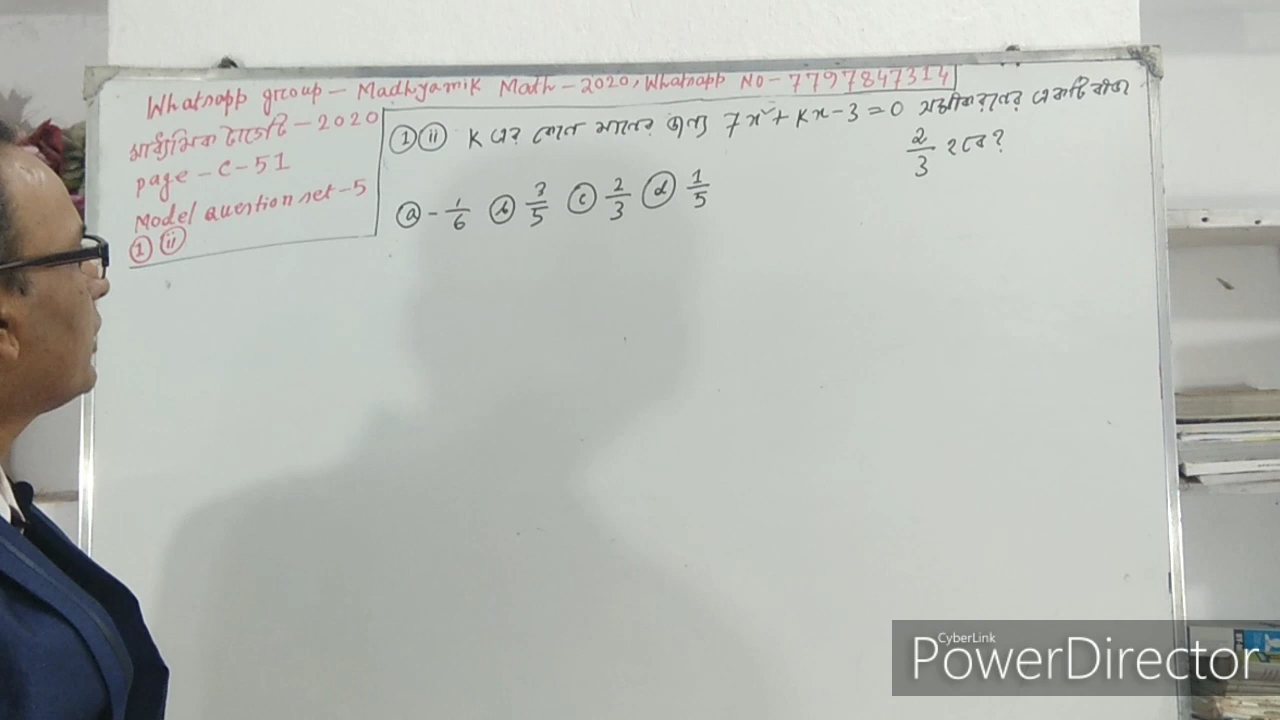 Whatsapp group - Madhyamik Math - 2020, Whatsapp No - 7797847314
মাধ্যমিক টাজেট - 2020
page - C - 51
Model question set - 5
① ⅱ
① ⅱ K এর কোন মানের জন্য 7x² + Kx - 3 = 0 সমীকরনের একটি বীজ
2/3 হবে?
ⓐ - 1/6 ⓑ 3/5 ⓒ 2/3 ⓓ 1/5
CyberLink
PowerDirector